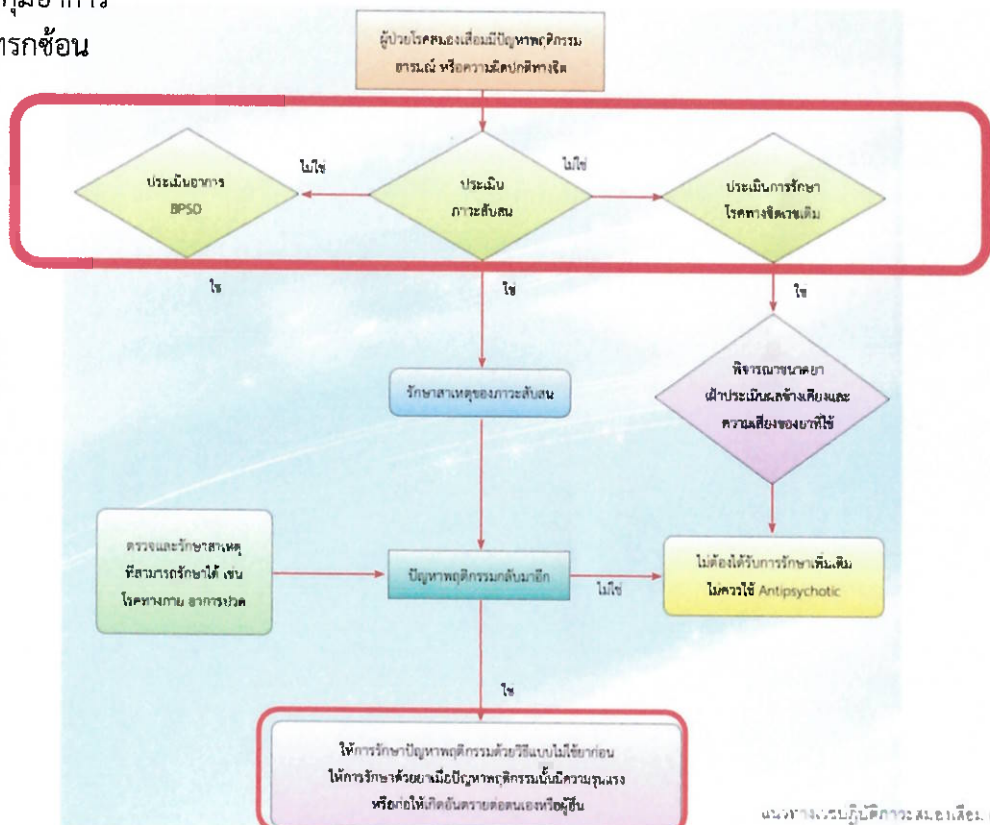 ทรกซ้อน
ผู้ป่วยโรคสมองเสื่อมมีปัญหาพฤติกรรม
อารมณ์ หรือความผิดปกติทางจิต
ประเมินอาการ
BPSD
ไม่ใช่
ประเมิน
ภาวะสับสน
ไม่ใช่
ประเมินการรักษา
โรคทางจิตเวชเดิม
ใช่
ใช่
ใช่
รักษาสาเหตุของภาวะสับสน
พิจารณาขนาดยา
เฝ้าประเมินผลข้างเคียงและ
ความเสี่ยงของยาที่ใช้
ตรวจและรักษาสาเหตุ
ที่สามารถรักษาได้ เช่น
โรคทางกาย อาการปวด
ปัญหาพฤติกรรมกลับมาอีก
ไม่ใช่
ไม่ต้องได้รับการรักษาเพิ่มเติม
ไม่ควรใช้ Antipsychotic
ใช่
ให้การรักษาปัญหาพฤติกรรมด้วยวิธีแบบไม่ใช้ยาก่อน
ให้การรักษาด้วยยาเมื่อปัญหาพฤติกรรมนั้นมีความรุนแรง
หรือก่อให้เกิดอันตรายต่อตนเองหรือผู้อื่น
แนวทางเวชปฏิบัติภาวะสมองเสื่อม